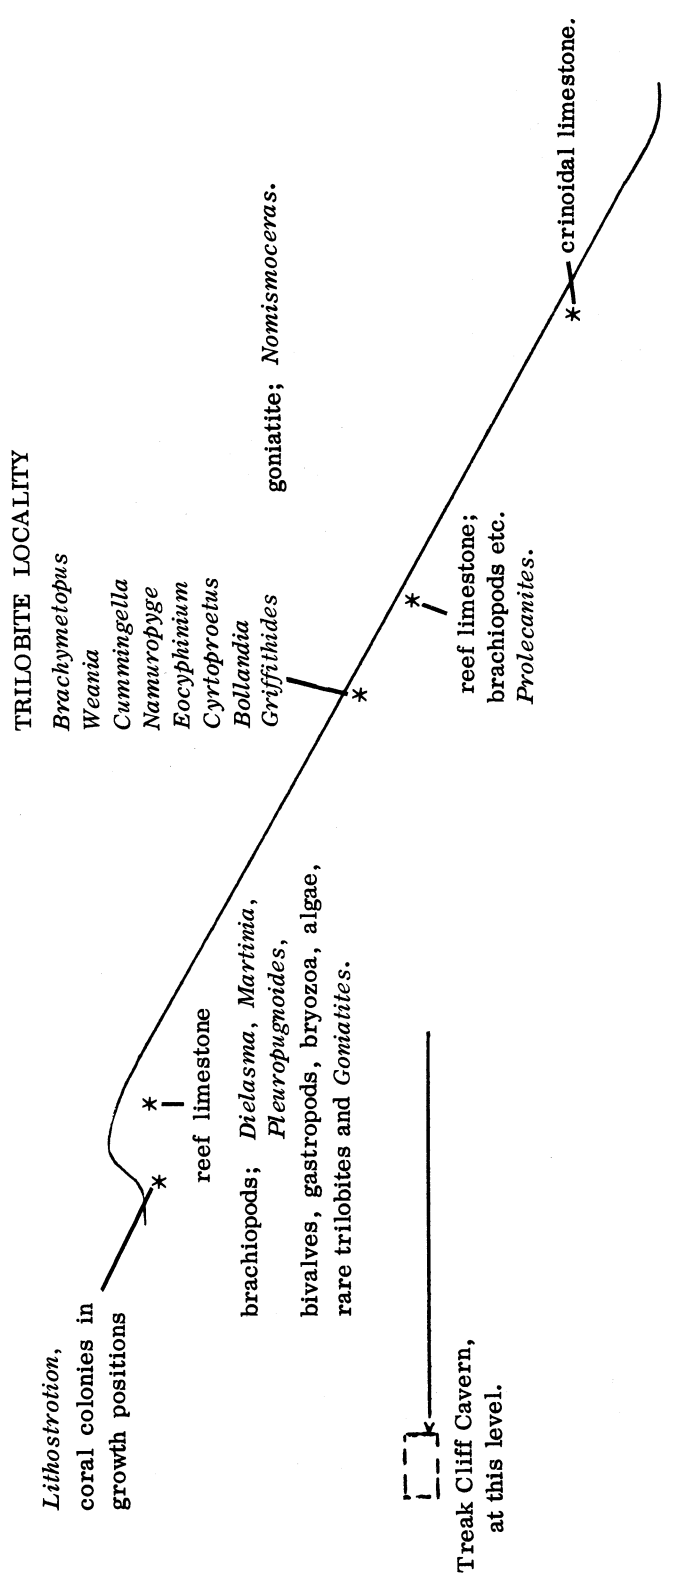 Lithostrotion,
coral colonies in
growth positions
reef limestone
brachiopods; Dielasma, Martinia,
Pleuropugnoides,
bivalves, gastropods, bryozoa, algae,
rare trilobites and Goniatites.
Treak Cliff Cavern,
at this level.
TRILOBITE LOCALITY
Brachymetopus
Weania
Cummingella
Namuropyge
Eocyphinium
Cyrtoproetus
Bollandia
Griffithides
goniatite; Nomismoceras.
reef limestone;
brachiopods etc.
Prolecanites.
crinoidal limestone.